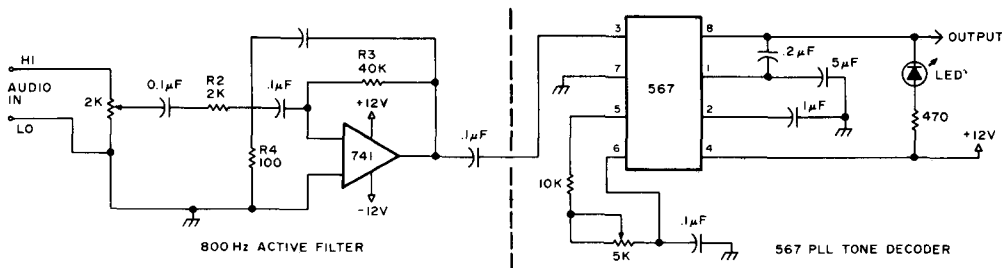 HI
AUDIO
IN
LO
2K
0.1µF
R2
2K
.1µF
R3
40K
+12V
741
-12V
R4
100
.1µF
800 Hz ACTIVE FILTER
3
7
5
6
567
8
1
2
4
.2µF
5µF
1µF
OUTPUT
LED
470
+12V
10K
5K
.1µF
567 PLL TONE DECODER